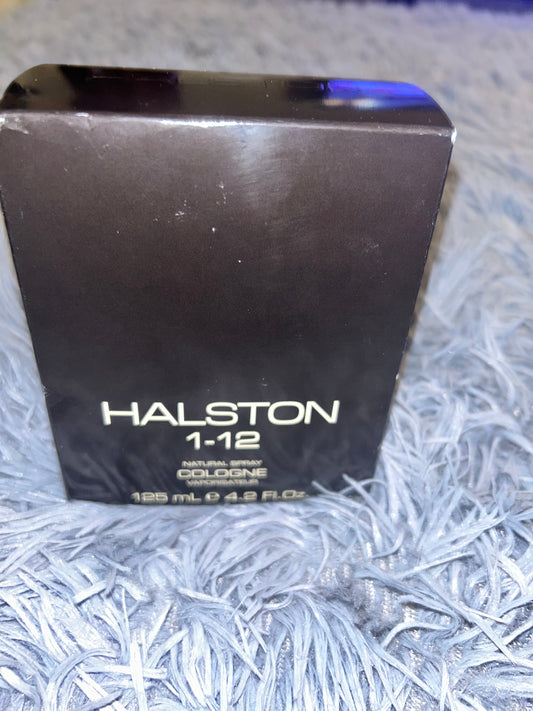 HALSTON
1-12
NATURAL SPRAY
COLOGNE
VAPORISATEUR
125 mL e 4.2 Fl.Oz.